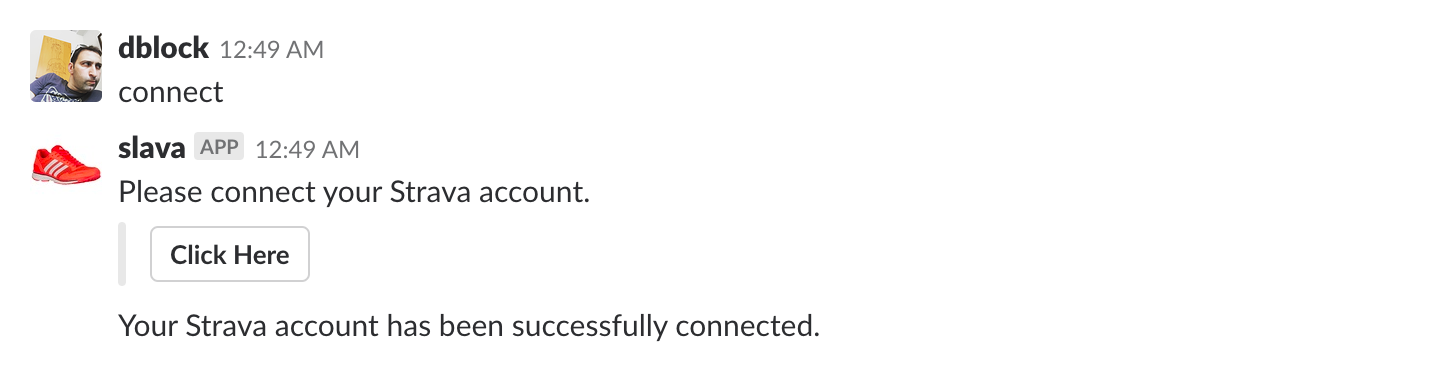 dblock 12:49 AM
connect
slava APP 12:49 AM
Please connect your Strava account.
Click Here
Your Strava account has been successfully connected.